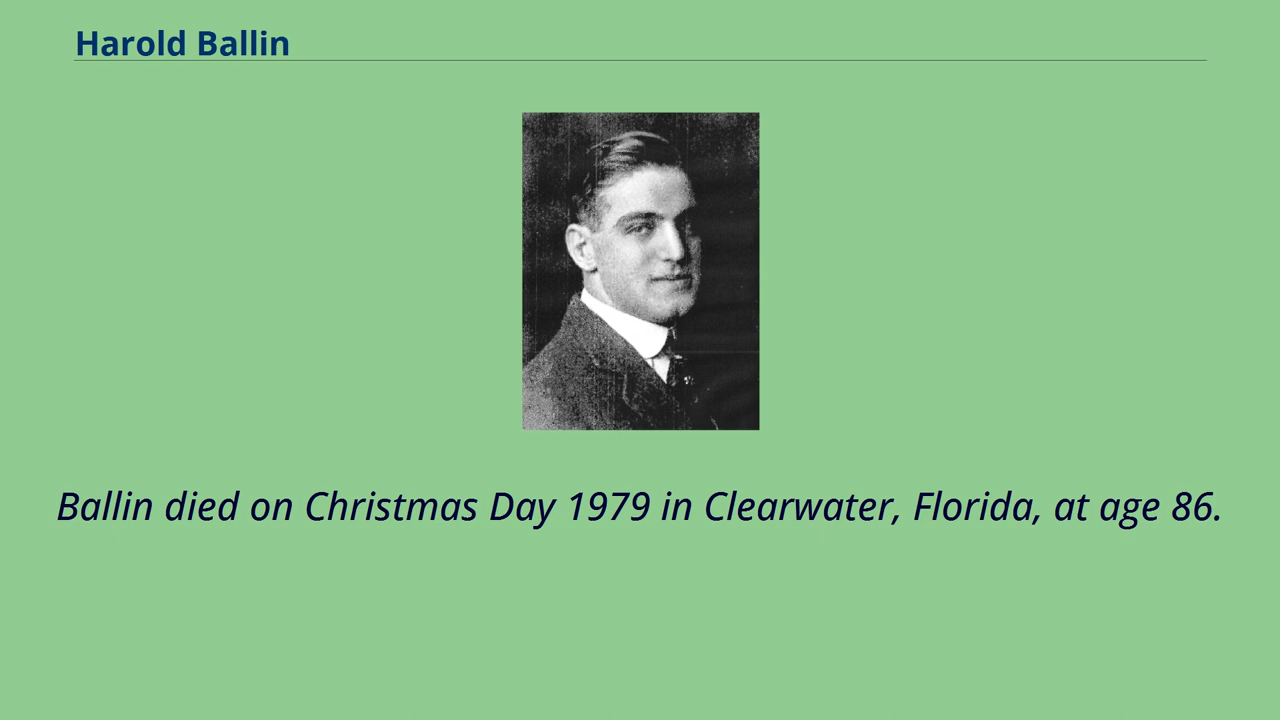 Harold Ballin
Ballin died on Christmas Day 1979 in Clearwater, Florida, at age 86.